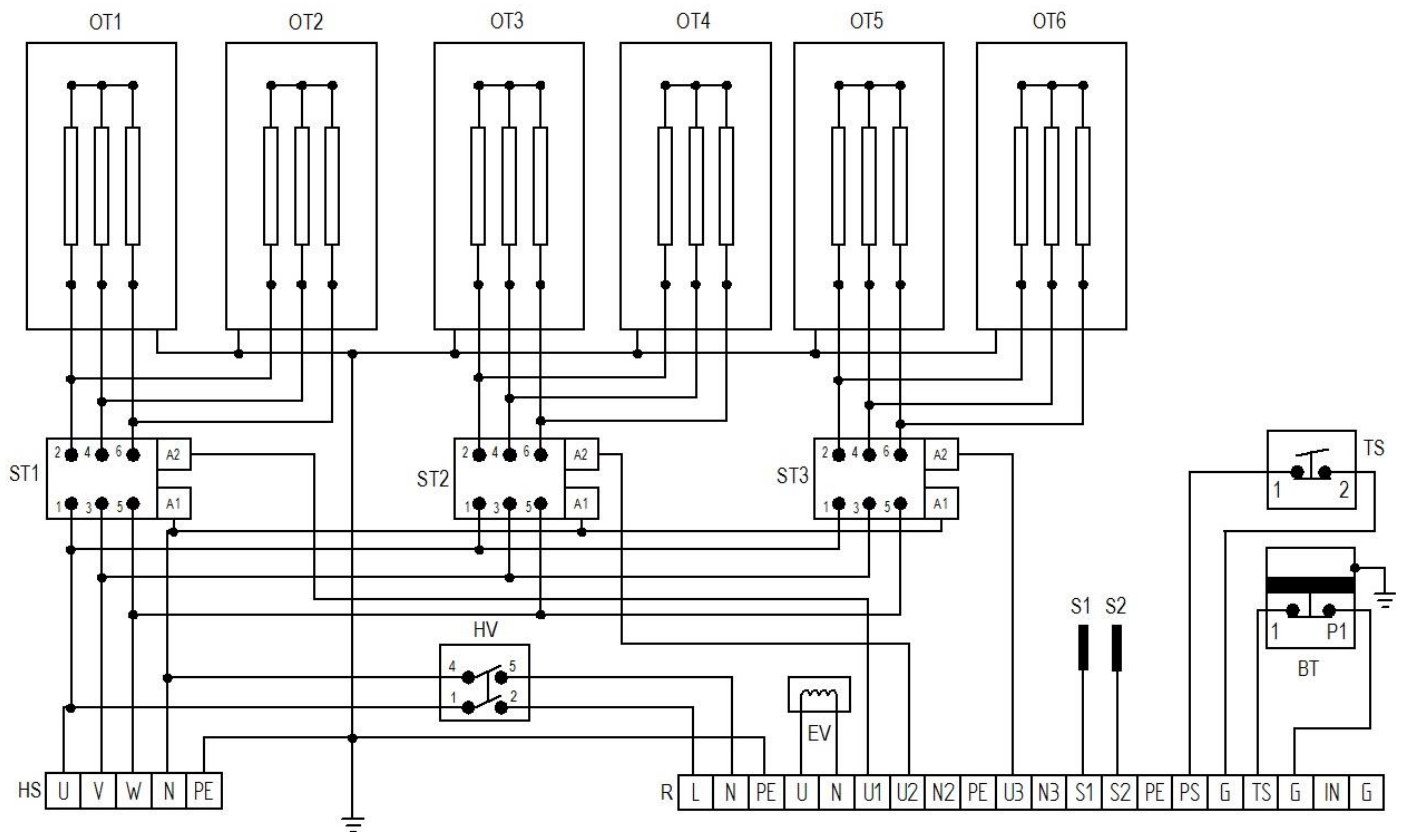 OT1 OT2 OT3 OT4 OT5 OT6
2 4 6 A2 2 4 6 A2 2 4 6 A2 TS
ST1 ST2 ST3
1 2
1 3 5 A1 1 3 5 A1 1 3 5 A1
S1 S2
HV 1 P1
4 5 BT
1 2
EV
HS U V W N PE R L N PE U N U1 U2 N2 PE U3 N3 S1 S2 PE PS G TS G IN G